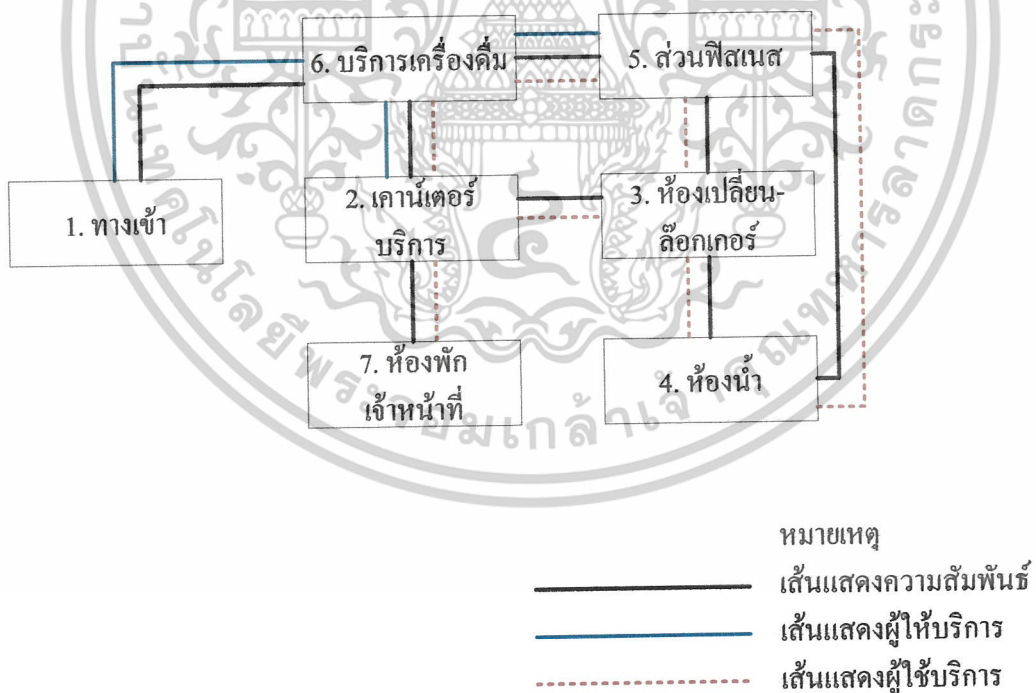 6. บริการเครื่องดื่ม
5. ส่วนฟิสเนส
1. ทางเข้า
2. เคาน์เตอร์
บริการ
3. ห้องเปลี่ยน-
ล๊อกเกอร์
7. ห้องพัก
เจ้าหน้าที่
4. ห้องน้ำ
หมายเหตุ
เส้นแสดงความสัมพันธ์
เส้นแสดงผู้ให้บริการ
เส้นแสดงผู้ใช้บริการ